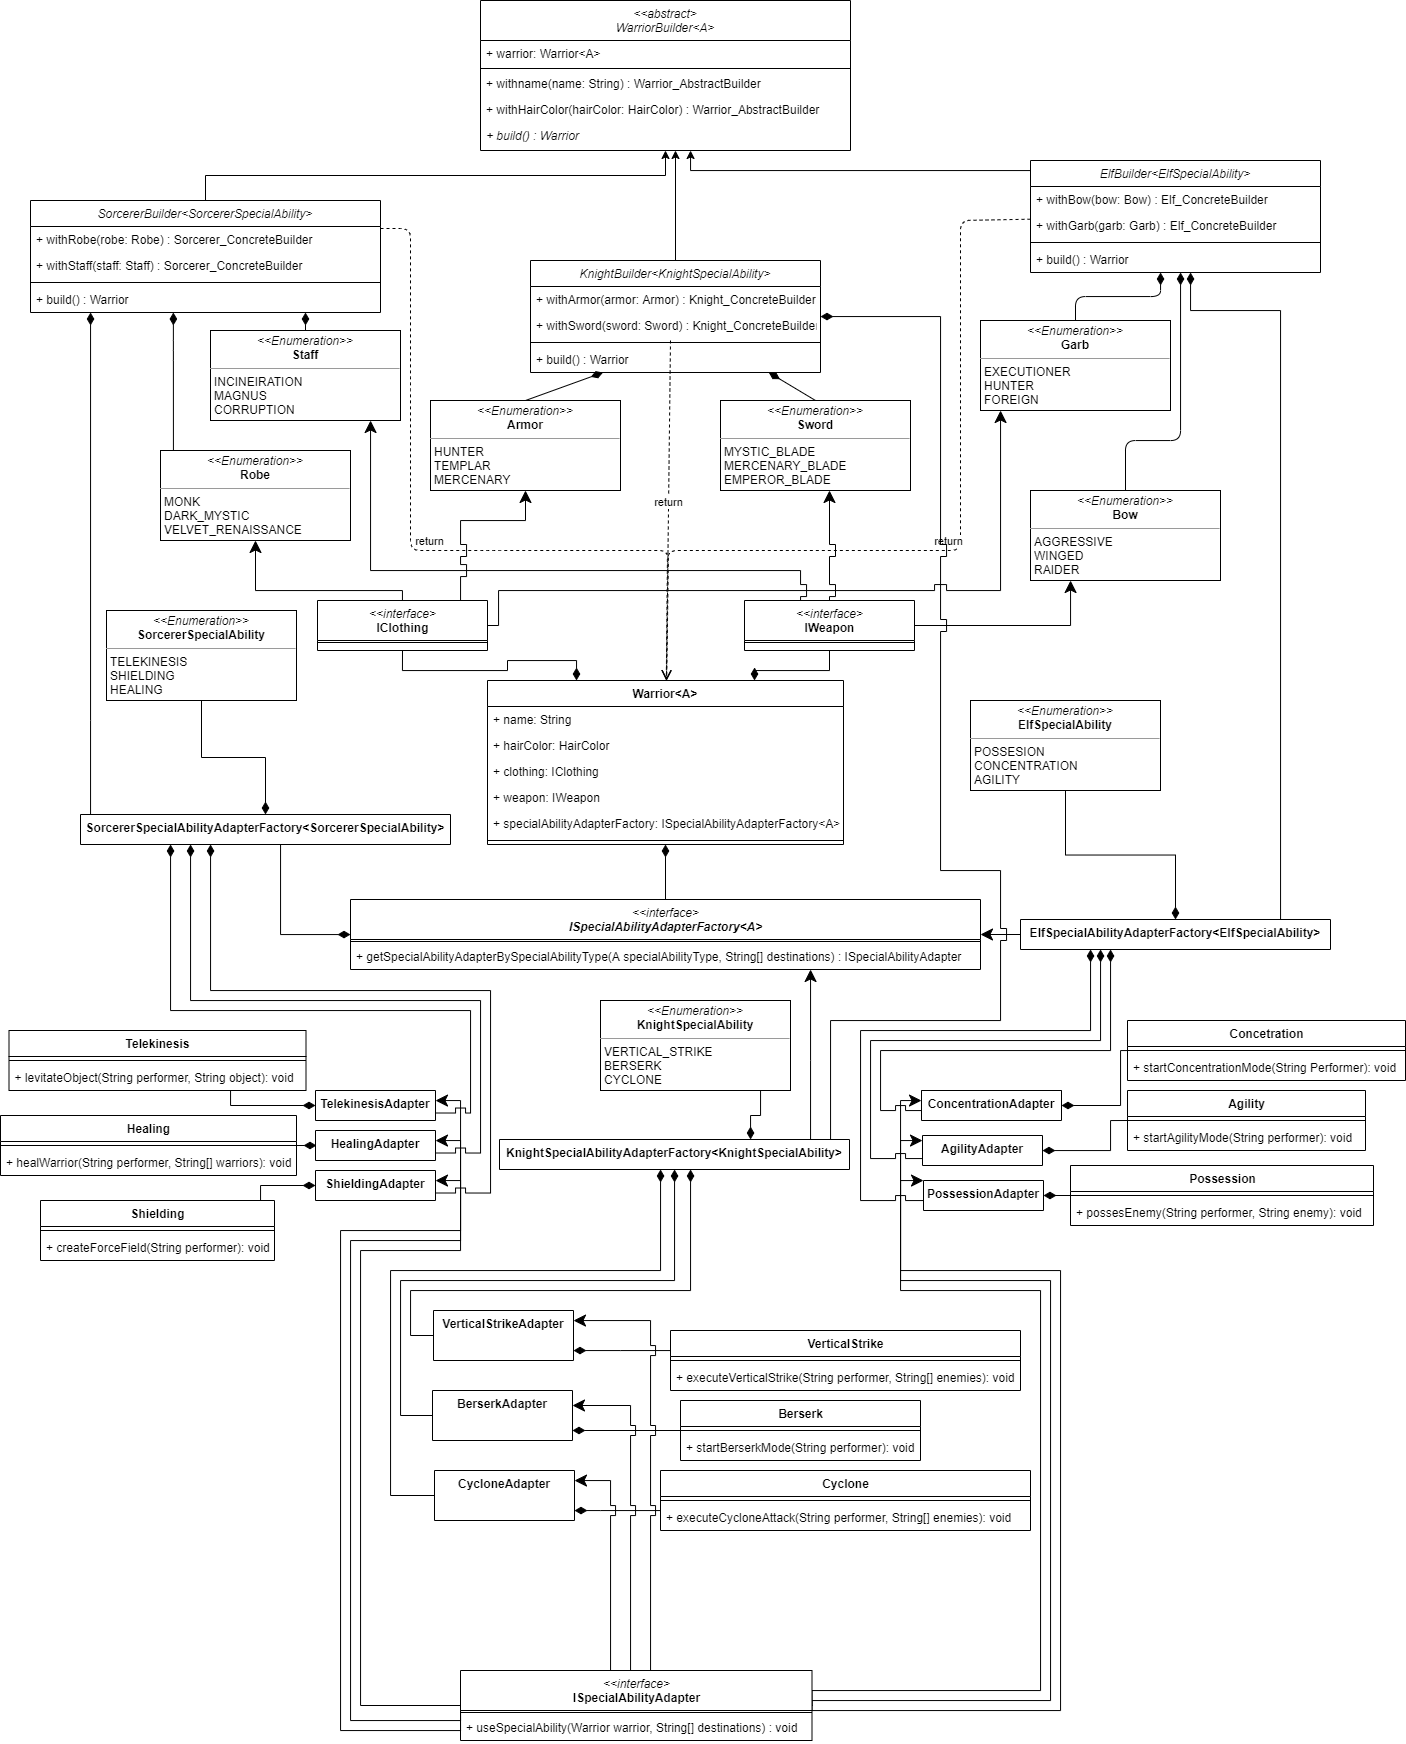 <<abstract>>
WarriorBuilder<A>
+ warrior: Warrior<A>
+ withname(name: String) : Warrior_AbstractBuilder
+ withHairColor(hairColor: HairColor) : Warrior_AbstractBuilder
+ build() : Warrior
SorcererBuilder<SorcererSpecialAbility>
+ withRobe(robe: Robe) : Sorcerer_ConcreteBuilder
+ withStaff(staff: Staff) : Sorcerer_ConcreteBuilder
+ build() : Warrior
KnightBuilder<KnightSpecialAbility>
+ withArmor(armor: Armor) : Knight_ConcreteBuilder
+ withSword(sword: Sword) : Knight_ConcreteBuilder
+ build() : Warrior
ElfBuilder<ElfSpecialAbility>
+ withBow(bow: Bow) : Elf_ConcreteBuilder
+ withGarb(garb: Garb) : Elf_ConcreteBuilder
+ build() : Warrior
<<Enumeration>>
Staff
INCINEIRATION
MAGNUS
CORRUPTION
<<Enumeration>>
Robe
MONK
DARK_MYSTIC
VELVET_RENAISSANCE
<<Enumeration>>
Armor
HUNTER
TEMPLAR
MERCENARY
<<Enumeration>>
Sword
MYSTIC_BLADE
MERCENARY_BLADE
EMPEROR_BLADE
<<Enumeration>>
Garb
EXECUTIONER
HUNTER
FOREIGN
<<Enumeration>>
Bow
AGGRESSIVE
WINGED
RAIDER
return
return
return
<<interface>>
IClothing
<<interface>>
IWeapon
<<Enumeration>>
SorcererSpecialAbility
TELEKINESIS
SHIELDING
HEALING
Warrior<A>
+ name: String
+ hairColor: HairColor
+ clothing: IClothing
+ weapon: IWeapon
+ specialAbilityAdapterFactory: ISpecialAbilityAdapterFactory<A>
<<Enumeration>>
ElfSpecialAbility
POSSESION
CONCENTRATION
AGILITY
SorcererSpecialAbilityAdapterFactory<SorcererSpecialAbility>
<<interface>>
ISpecialAbilityAdapterFactory<A>
+ getSpecialAbilityAdapterBySpecialAbilityType(A specialAbilityType, String[] destinations) : ISpecialAbilityAdapter
ElfSpecialAbilityAdapterFactory<ElfSpecialAbility>
<<Enumeration>>
KnightSpecialAbility
VERTICAL_STRIKE
BERSERK
CYCLONE
KnightSpecialAbilityAdapterFactory<KnightSpecialAbility>
Telekinesis
+ levitateObject(String performer, String object): void
TelekinesisAdapter
Healing
+ healWarrior(String performer, String[] warriors): void
HealingAdapter
ShieldingAdapter
Shielding
+ createForceField(String performer): void
Concetration
+ startConcentrationMode(String Performer): void
ConcentrationAdapter
Agility
+ startAgilityMode(String performer): void
AgilityAdapter
Possession
+ possesEnemy(String performer, String enemy): void
PossessionAdapter
VerticalStrikeAdapter
VerticalStrike
+ executeVerticalStrike(String performer, String[] enemies): void
BerserkAdapter
Berserk
+ startBerserkMode(String performer): void
CycloneAdapter
Cyclone
+ executeCycloneAttack(String performer, String[] enemies): void
<<interface>>
ISpecialAbilityAdapter
+ useSpecialAbility(Warrior warrior, String[] destinations) : void